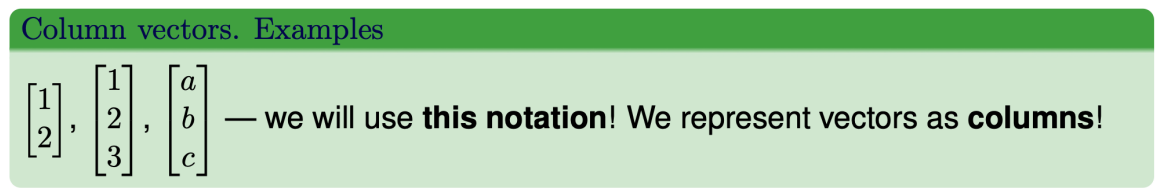 Column vectors. Examples
[1 2], [1 2 3], [a b c] — we will use this notation! We represent vectors as columns!